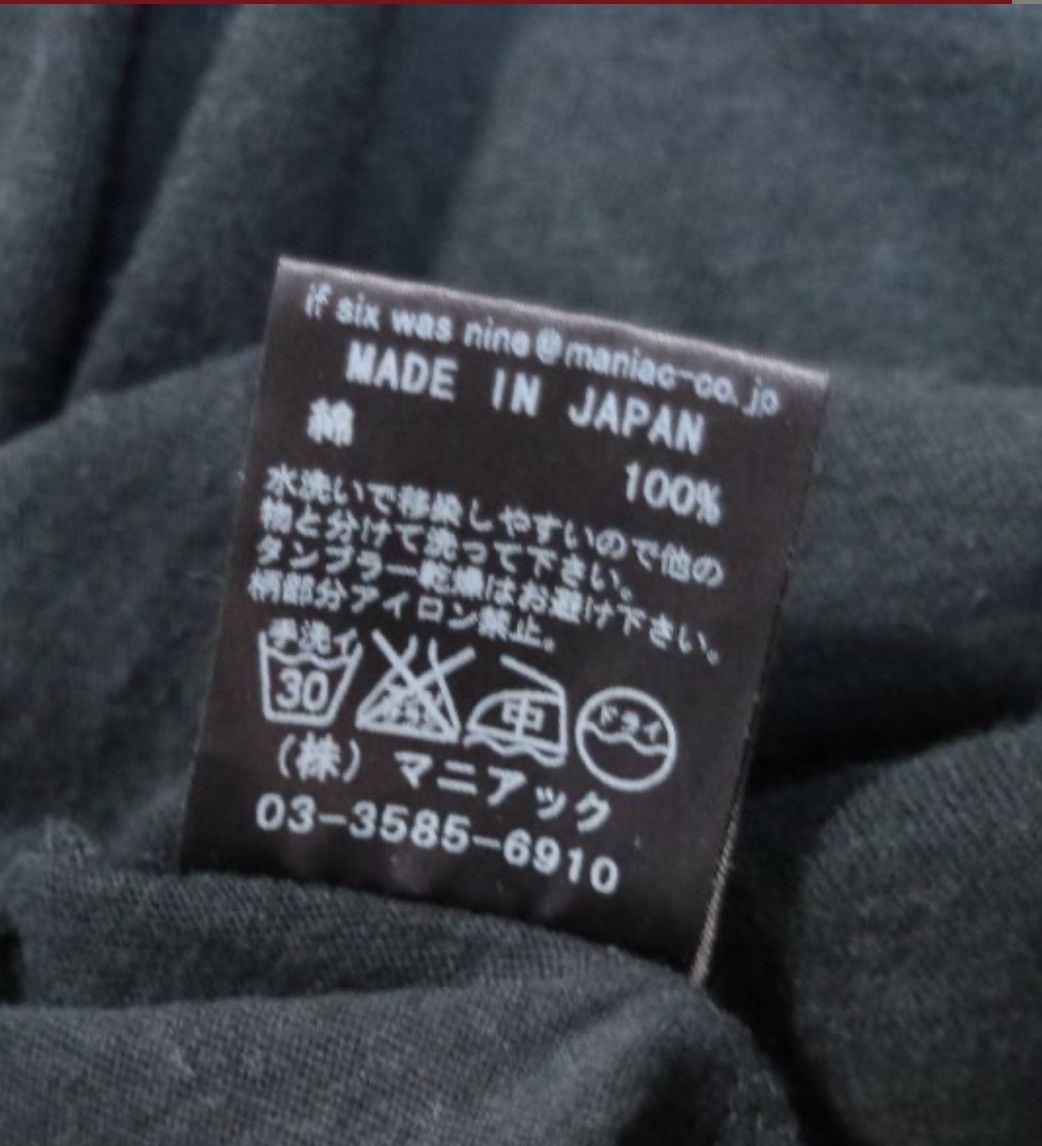 if six was nine@maniac-co.jp
MADE IN JAPAN
綿 100%
水洗いで移染しやすいので他の
物と分けて洗って下さい。
タンブラー乾燥はお避け下さい。
柄部分アイロン禁止。
手洗イ 30 中 ドライ
(株) マニアック
03-3585-6910